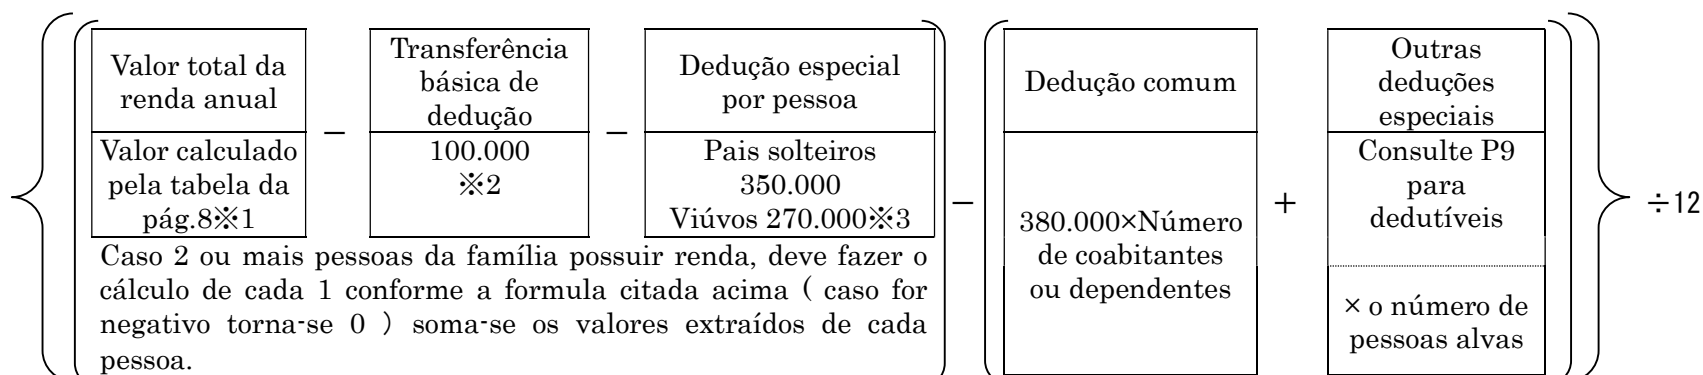 Valor total da
renda anual
Valor calculado
pela tabela da
pág.8※1
−
Transferência
básica de
dedução
100.000
※2
−
Dedução especial
por pessoa
Pais solteiros
350.000
Viúvos 270.000※3
Caso 2 ou mais pessoas da família possuir renda, deve fazer o
cálculo de cada 1 conforme a formula citada acima ( caso for
negativo torna-se 0 ) soma-se os valores extraídos de cada
pessoa.
−
Dedução comum
380.000×Número
de coabitantes
ou dependentes
+
Outras
deduções
especiais
Consulte P9
para
dedutíveis
× o número de
pessoas alvas
÷12